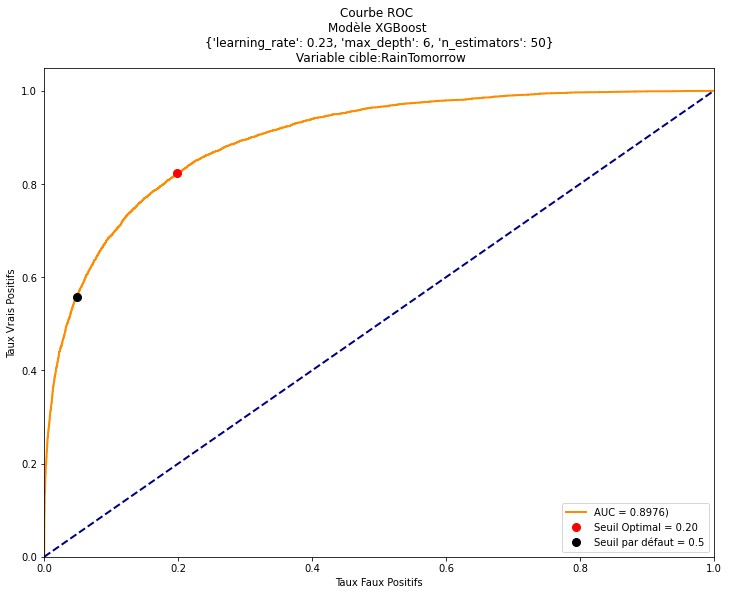 Courbe ROC
Modèle XGBoost
{'learning_rate': 0.23, 'max_depth': 6, 'n_estimators': 50}
Variable cible:RainTomorrow
1.0
0.8
0.6
0.4
0.2
0.0
Taux Vrais Positifs
AUC = 0.8976)
Seuil Optimal = 0.20
Seuil par défaut = 0.5
0.0 0.2 0.4 0.6 0.8 1.0
Taux Faux Positifs